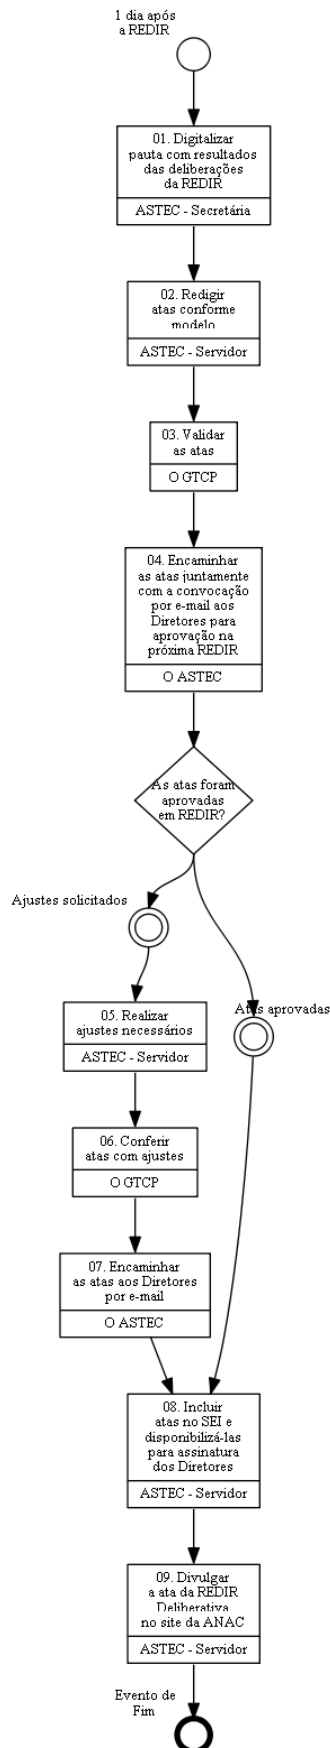 1 dia após
a REDIR
01. Digitalizar
pauta com resultados
das deliberações
da REDIR
ASTEC - Secretária
02. Redigir
atas conforme
modelo
ASTEC - Servidor
03. Validar
as atas
O GTCP
04. Encaminhar
as atas juntamente
com a convocação
por e-mail aos
Diretores para
aprovação na
próxima REDIR
O ASTEC
As atas foram
aprovadas
em REDIR?
Ajustes solicitados
Atas aprovadas
05. Realizar
ajustes necessários
ASTEC - Servidor
06. Conferir
atas com ajustes
O GTCP
07. Encaminhar
as atas aos Diretores
por e-mail
O ASTEC
08. Incluir
atas no SEI e
disponibilizá-las
para assinatura
dos Diretores
ASTEC - Servidor
09. Divulgar
a ata da REDIR
Deliberativa
no site da ANAC
ASTEC - Servidor
Evento de
Fim